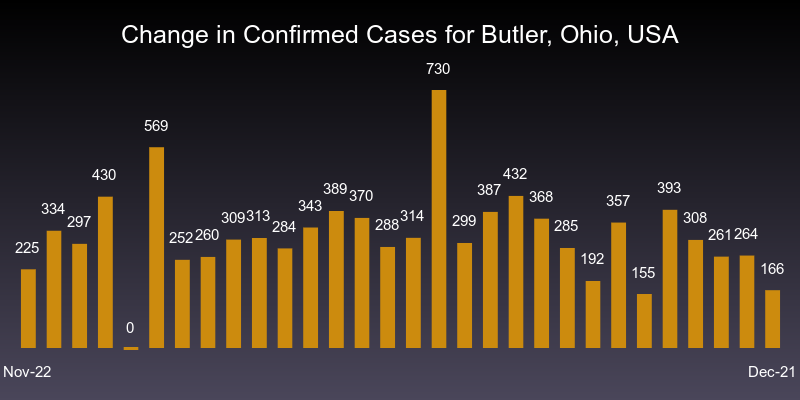 Change in Confirmed Cases for Butler, Ohio, USA
225 334 297 430 0 569 252 260 309 313 284 343 389 370 288 314 730 299 387 432 368 285 192 357 155 393 308 261 264 166
Nov-22 Dec-21